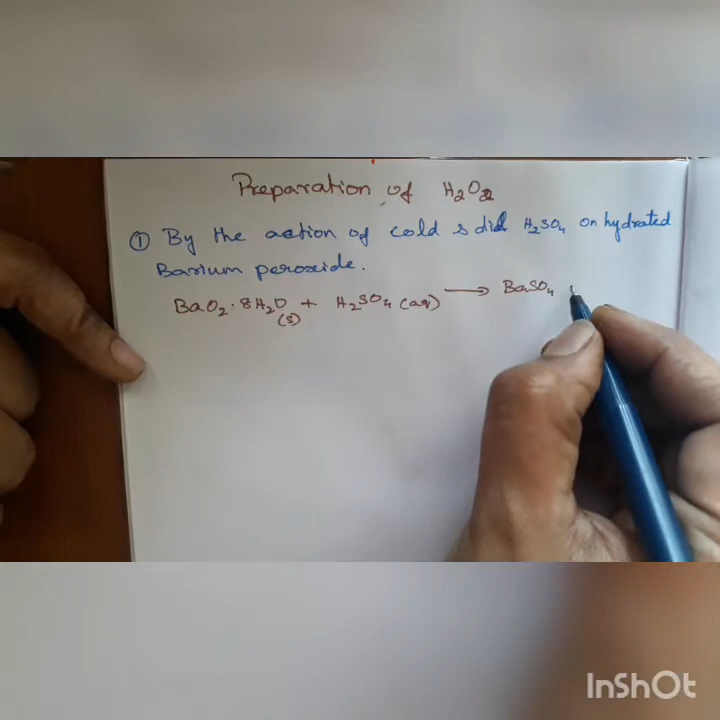 Preparation of H₂O₂
① By the action of cold & dil H₂SO₄ on hydrated
Barium peroxide.
BaO₂·8H₂O (s) + H₂SO₄ (aq) ⟶ BaSO₄
InShOt